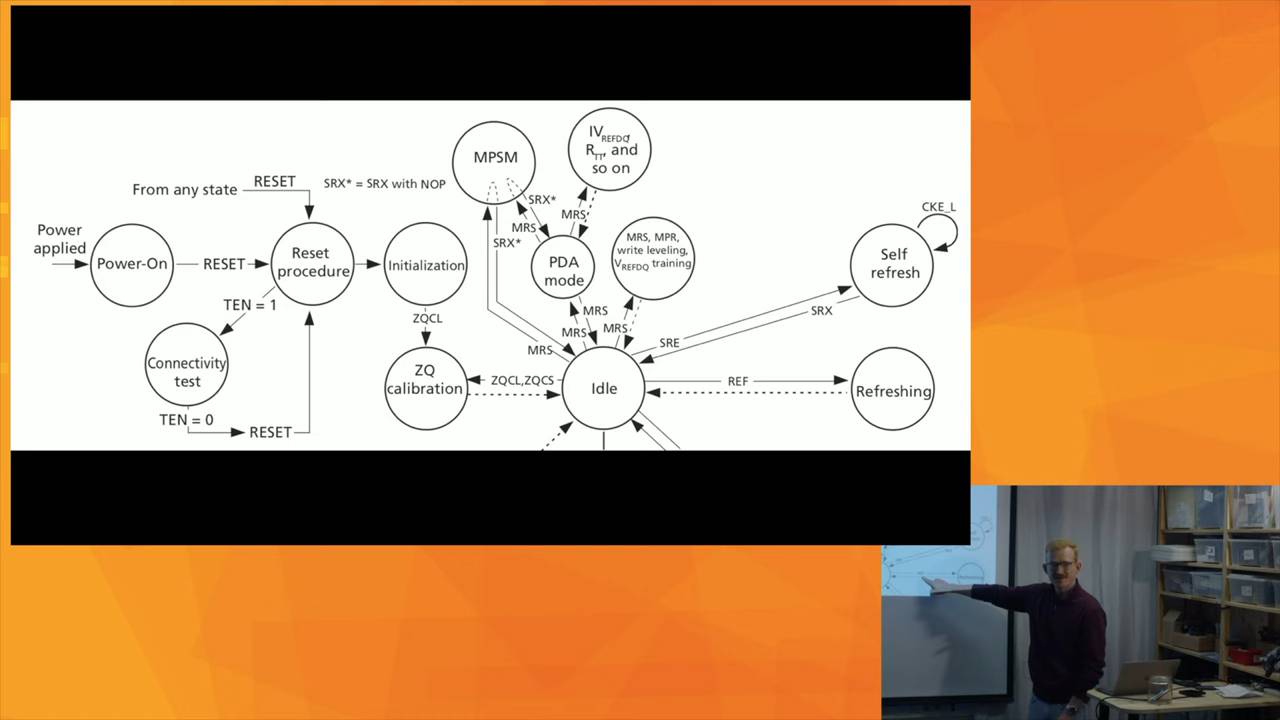 From any state
RESET
SRX* = SRX with NOP
Power
applied
Power-On
RESET
Reset
procedure
Initialization
TEN = 1
Connectivity
test
TEN = 0
RESET
ZQCL
ZQ
calibration
ZQCL,ZQCS
MPSM
SRX*
MRS
SRX*
MRS
IVREFDQ,
RTT, and
so on
MRS
PDA
mode
MRS
MRS
MRS, MPR,
write leveling,
VREFDQ training
MRS
Idle
SRE
SRX
CKE_L
Self
refresh
REF
Refreshing